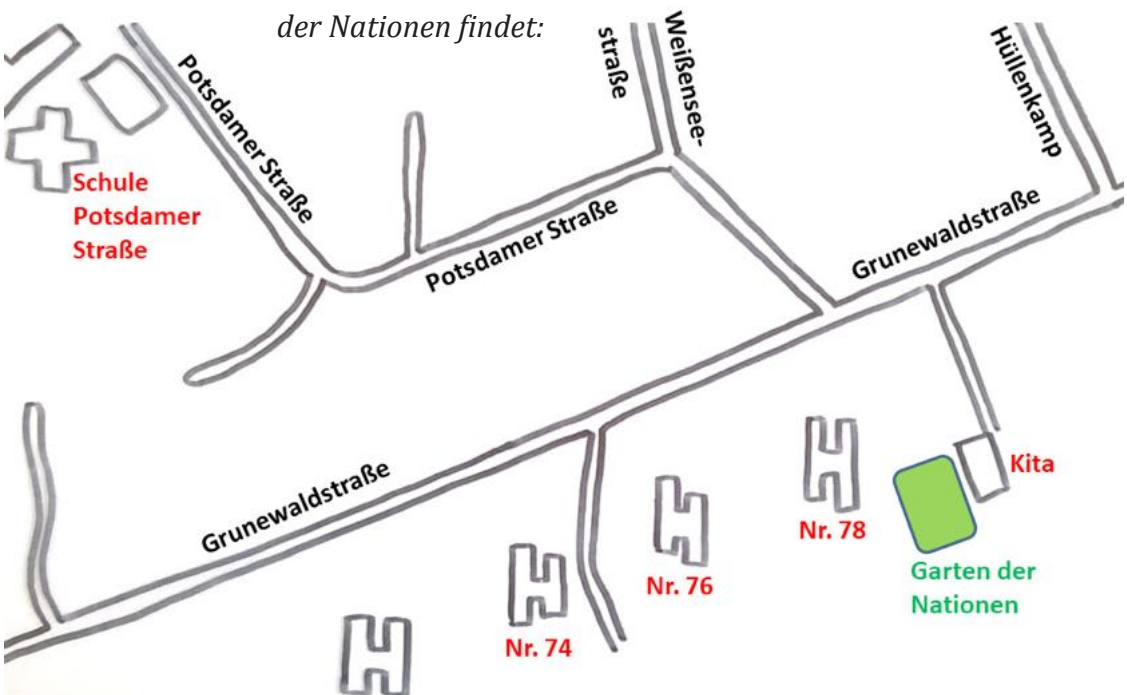 der Nationen findet:
Weißensee-
straße
Hüllenkamp
Potsdamer Straße
Schule
Potsdamer
Straße
Potsdamer Straße
Grunewaldstraße
Grunewaldstraße
Kita
Nr. 78
Nr. 76
Nr. 74
Garten der
Nationen